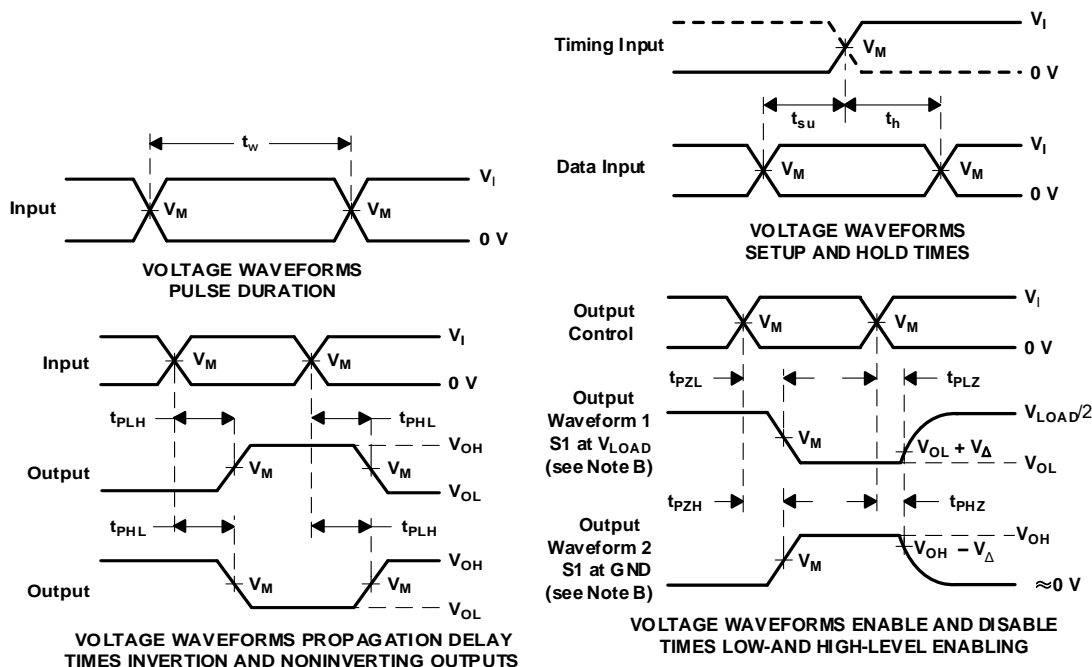 t_w
V_I
Input
V_M
V_M
0 V
VOLTAGE WAVEFORMS
PULSE DURATION
V_I
Timing Input
V_M
0 V
t_su
t_h
V_I
Data Input
V_M
V_M
0 V
VOLTAGE WAVEFORMS
SETUP AND HOLD TIMES
V_I
Input
V_M
V_M
0 V
t_PLH
t_PHL
V_OH
Output
V_M
V_M
V_OL
t_PHL
t_PLH
V_OH
Output
V_M
V_M
V_OL
VOLTAGE WAVEFORMS PROPAGATION DELAY
TIMES INVERTION AND NONINVERTING OUTPUTS
V_I
Output
Control
V_M
V_M
0 V
t_PZL
t_PLZ
Output
Waveform 1
S1 at V_LOAD
(see Note B)
V_LOAD/2
V_M
V_OL + V_Δ
V_OL
t_PZH
t_PHZ
Output
Waveform 2
S1 at GND
(see Note B)
V_OH
V_OH − V_Δ
V_M
≈0 V
VOLTAGE WAVEFORMS ENABLE AND DISABLE
TIMES LOW-AND HIGH-LEVEL ENABLING